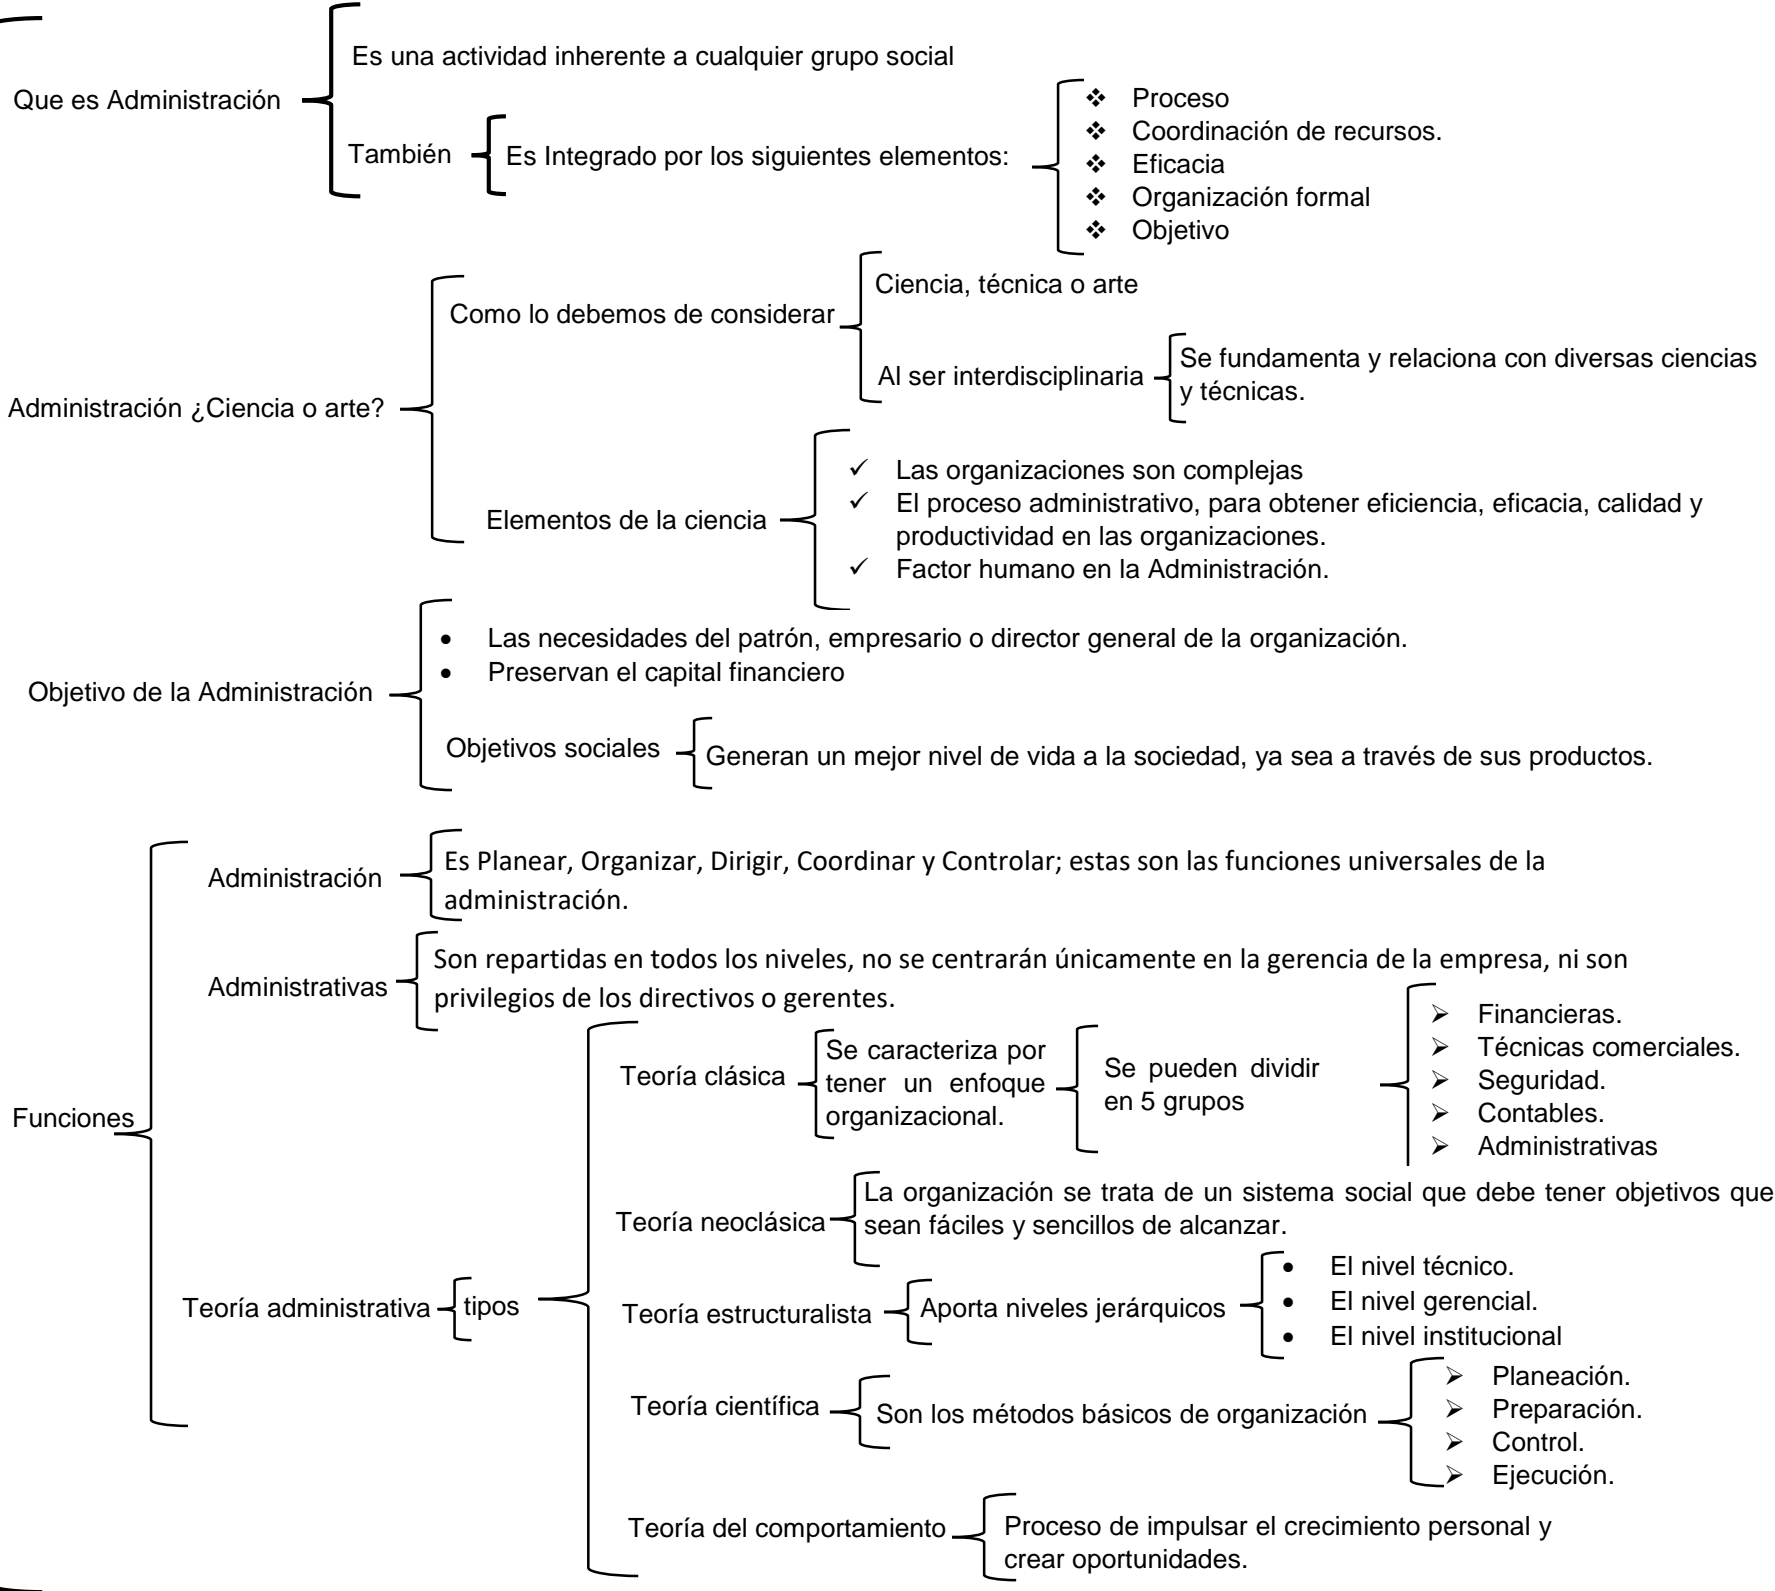 Es una actividad inherente a cualquier grupo social
Que es Administración
También
Es Integrado por los siguientes elementos:
❖ Proceso
❖ Coordinación de recursos.
❖ Eficacia
❖ Organización formal
❖ Objetivo
Administración ¿Ciencia o arte?
Como lo debemos de considerar
Ciencia, técnica o arte
Al ser interdisciplinaria
Se fundamenta y relaciona con diversas ciencias
y técnicas.
Elementos de la ciencia
✓ Las organizaciones son complejas
✓ El proceso administrativo, para obtener eficiencia, eficacia, calidad y
productividad en las organizaciones.
✓ Factor humano en la Administración.
Objetivo de la Administración
• Las necesidades del patrón, empresario o director general de la organización.
• Preservan el capital financiero
Objetivos sociales
Generan un mejor nivel de vida a la sociedad, ya sea a través de sus productos.
Funciones
Administración
Es Planear, Organizar, Dirigir, Coordinar y Controlar; estas son las funciones universales de la
administración.
Administrativas
Son repartidas en todos los niveles, no se centrarán únicamente en la gerencia de la empresa, ni son
privilegios de los directivos o gerentes.
Teoría administrativa
tipos
Teoría clásica
Se caracteriza por
tener un enfoque
organizacional.
Se pueden dividir
en 5 grupos
➢ Financieras.
➢ Técnicas comerciales.
➢ Seguridad.
➢ Contables.
➢ Administrativas
Teoría neoclásica
La organización se trata de un sistema social que debe tener objetivos que
sean fáciles y sencillos de alcanzar.
Teoría estructuralista
Aporta niveles jerárquicos
• El nivel técnico.
• El nivel gerencial.
• El nivel institucional
Teoría científica
Son los métodos básicos de organización
➢ Planeación.
➢ Preparación.
➢ Control.
➢ Ejecución.
Teoría del comportamiento
Proceso de impulsar el crecimiento personal y
crear oportunidades.